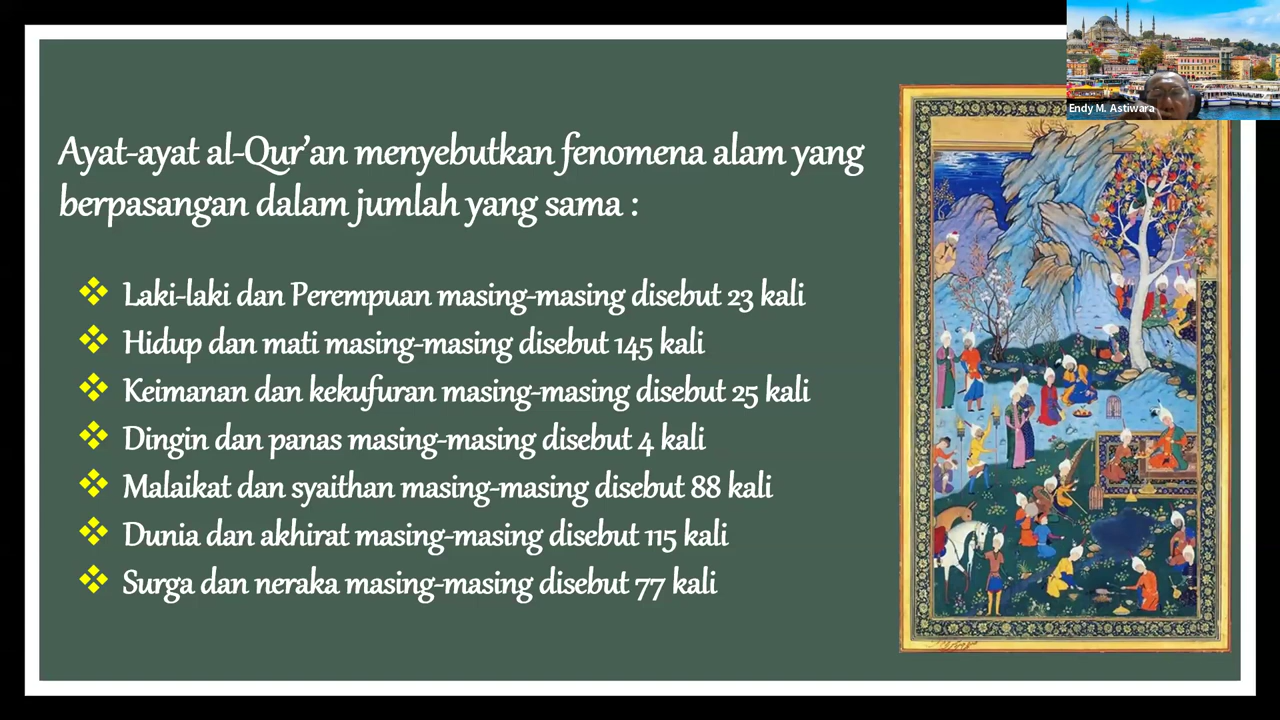 Endy M. Astiwara
Ayat-ayat al-Qur’an menyebutkan fenomena alam yang
berpasangan dalam jumlah yang sama :
Laki-laki dan Perempuan masing-masing disebut 23 kali
Hidup dan mati masing-masing disebut 145 kali
Keimanan dan kekufuran masing-masing disebut 25 kali
Dingin dan panas masing-masing disebut 4 kali
Malaikat dan syaithan masing-masing disebut 88 kali
Dunia dan akhirat masing-masing disebut 115 kali
Surga dan neraka masing-masing disebut 77 kali